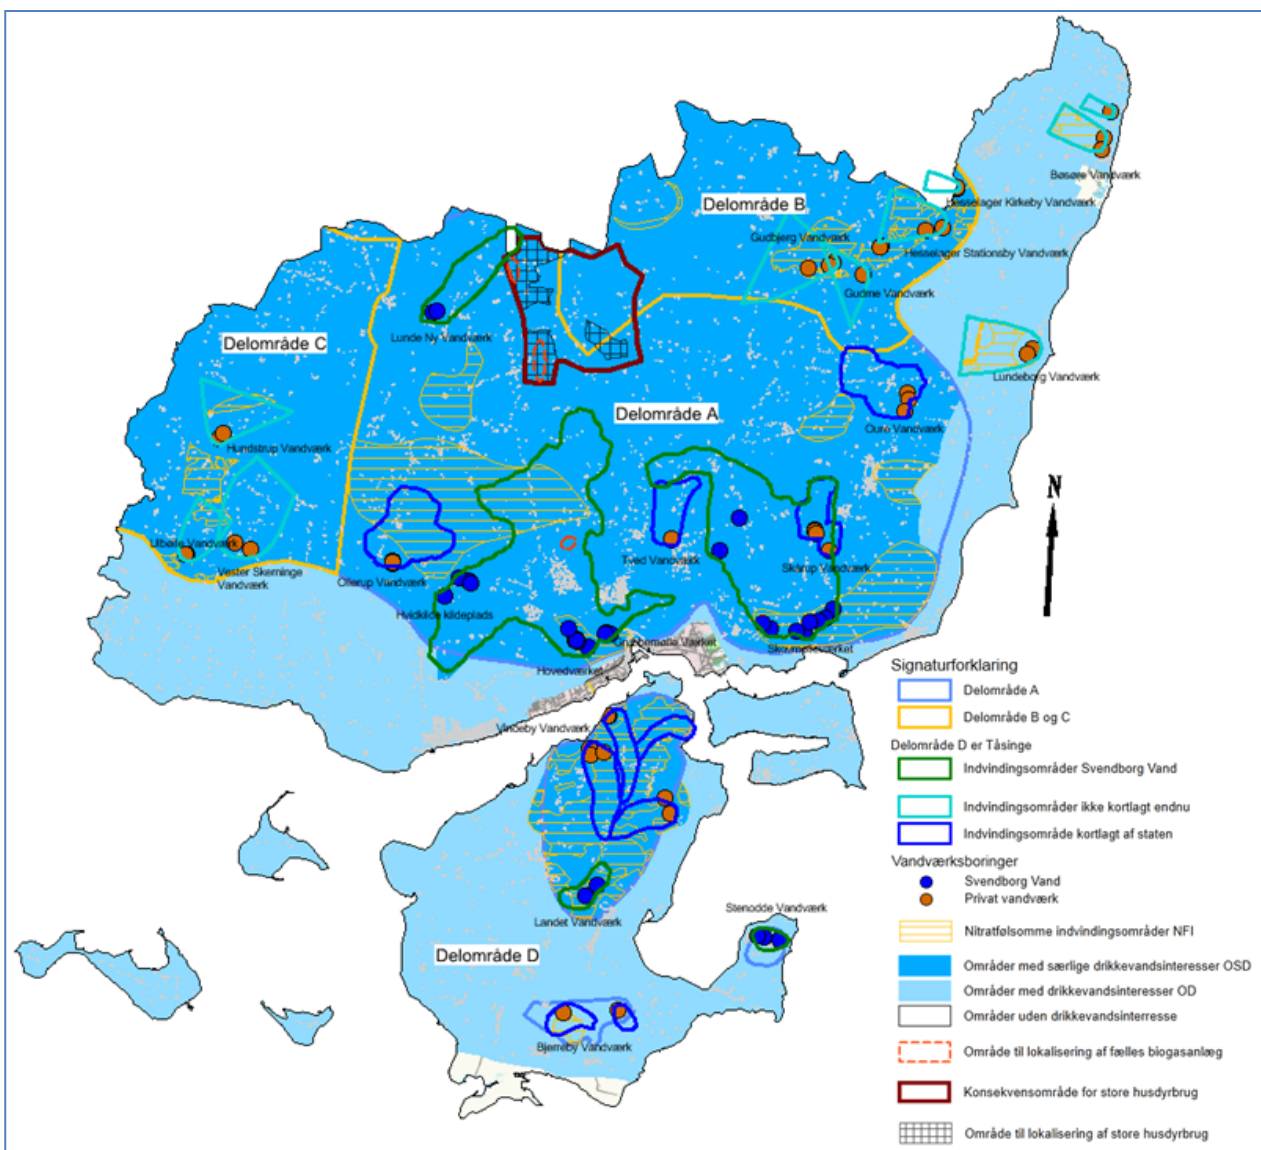 Bøsøre Vandværk
Delområde B
Hesselager Kirkeby Vandværk
Gudbjerg Vandværk
Hesselager Stationsby Vandværk
Gudme Vandværk
Delområde C
Lunde Ny Vandværk
Lundeborg Vandværk
Delområde A
Oure Vandværk
Hundstrup Vandværk
N
Ulbølle Vandværk
Vester Skerninge
Vandværk
Ollerup Vandværk
Tved Vandværk
Skårup Vandværk
Hvidkilde kildeplads
Grubbemølle Værket
Skovmøseværket
Hovedværket
Vindeby Vandværk
Landet Vandværk
Stenodde Vandværk
Delområde D
Bjerreby Vandværk
Signaturforklaring
Delområde A
Delområde B og C
Delområde D er Tåsinge
Indvindingsområder Svendborg Vand
Indvindingsområder ikke kortlagt endnu
Indvindingsområde kortlagt af staten
Vandværksboringer
Svendborg Vand
Privat vandværk
Nitratfølsomme indvindingsområder NFI
Områder med særlige drikkevandsinteresser OSD
Områder med drikkevandsinteresser OD
Områder uden drikkevandsinterresse
Område til lokalisering af fælles biogasanlæg
Konsekvensområde for store husdyrbrug
Område til lokalisering af store husdyrbrug